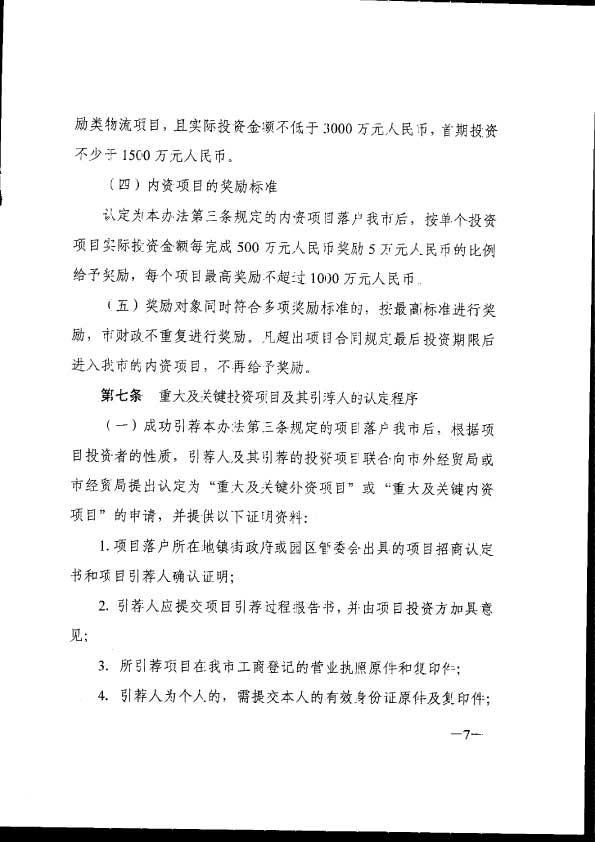 励类物流项目，且实际投资金额不低于 3000 万元人民币，首期投资
不少于 1500 万元人民币。
（四）内资项目的奖励标准
认定为本办法第三条规定的内资项目落户我市后，按单个投资
项目实际投资金额每完成 500 万元人民币奖励 5 万元人民币的比例
给予奖励，每个项目最高奖励不超过 1000 万元人民币。
（五）奖励对象同时符合多项奖励标准的，按最高标准进行奖
励，市财政不重复进行奖励。凡超出项目合同规定最后投资期限后
进入我市的内资项目，不再给予奖励。
第七条 重大及关键投资项目及其引荐人的认定程序
（一）成功引荐本办法第三条规定的项目落户我市后，根据项
目投资者的性质，引荐人及其引荐的投资项目联合向市外经贸局或
市经贸局提出认定为“重大及关键外资项目”或“重大及关键内资
项目”的申请，并提供以下证明资料：
1. 项目落户所在地镇街政府或园区管委会出具的项目招商认定
书和项目引荐人确认证明；
2. 引荐人应提交项目引荐过程报告书，并由项目投资方加具意
见；
3. 所引荐项目在我市工商登记的营业执照原件和复印件；
4. 引荐人为个人的，需提交本人的有效身份证原件及复印件；
—7—